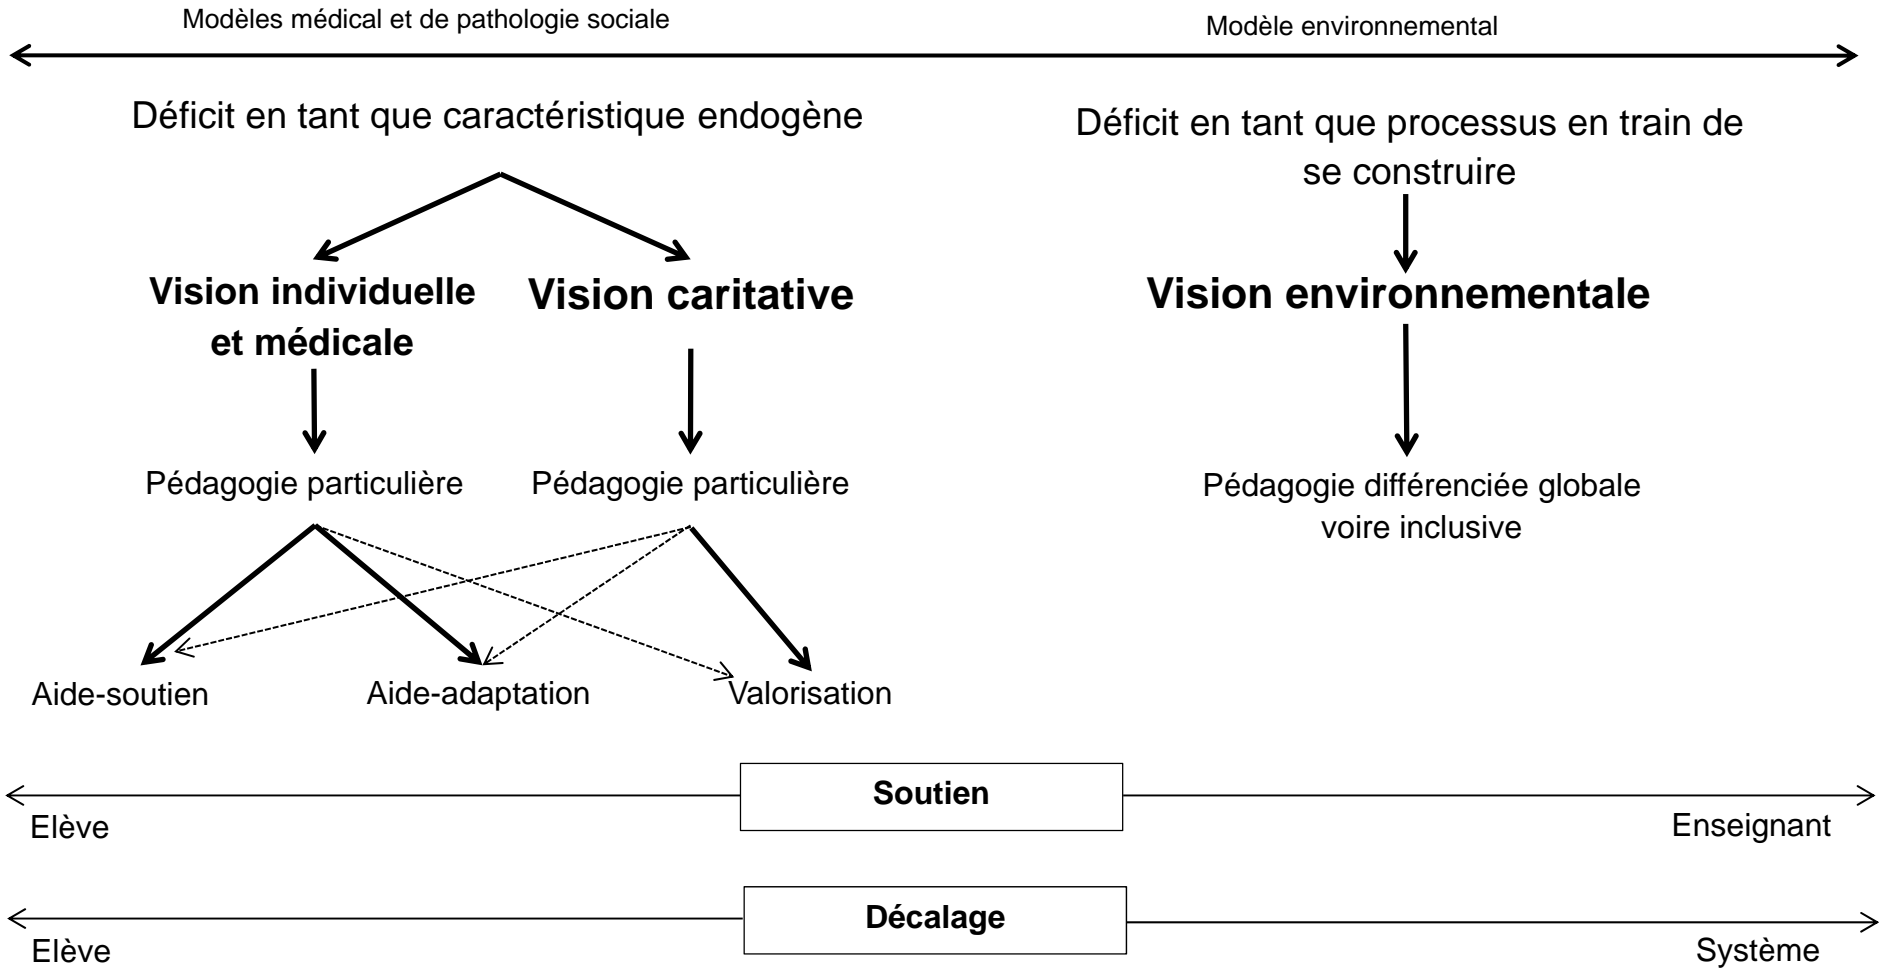 Modèles médical et de pathologie sociale
Modèle environnemental
Déficit en tant que caractéristique endogène
Déficit en tant que processus en train de
se construire
Vision individuelle
et médicale
Vision caritative
Vision environnementale
Pédagogie particulière
Pédagogie particulière
Pédagogie différenciée globale
voire inclusive
Aide-soutien
Aide-adaptation
Valorisation
Soutien
Elève
Enseignant
Décalage
Elève
Système